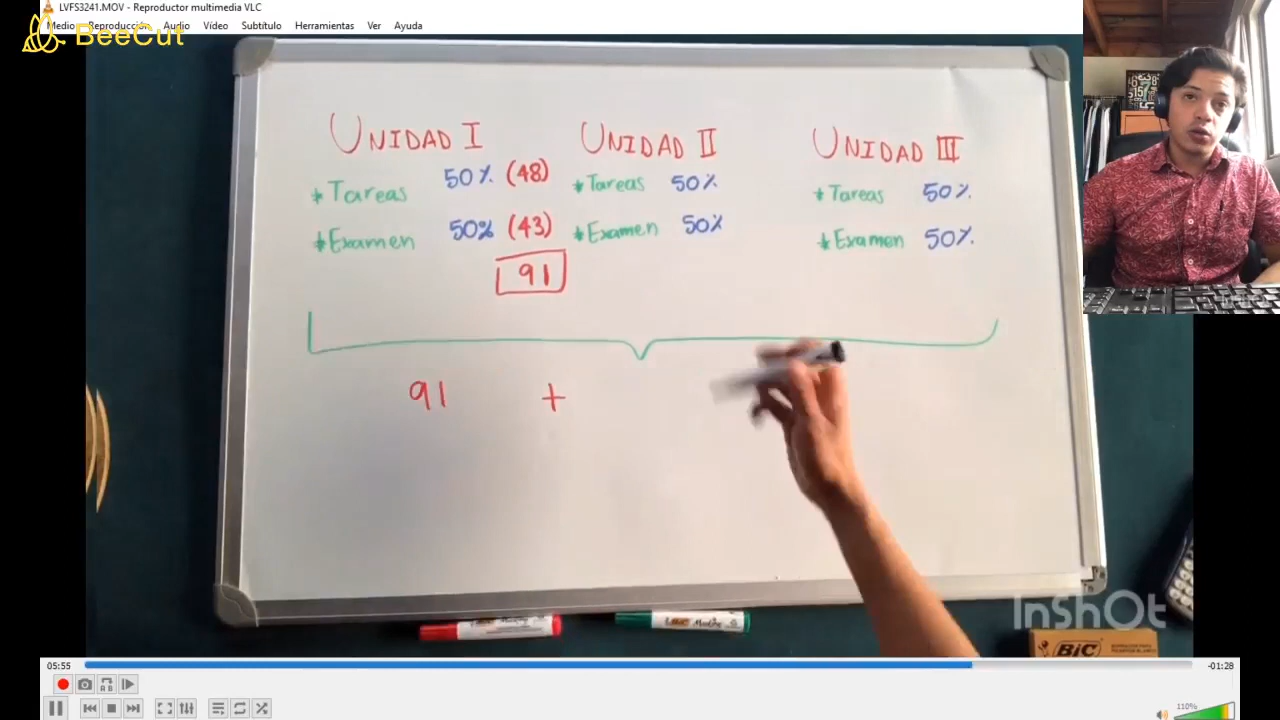 LVFS3241.MOV - Reproductor multimedia VLC
Medio Reproducción Audio Vídeo Subtítulo Herramientas Ver Ayuda
BeeCut
UNIDAD I
* Tareas 50% (48)
* Examen 50% (43)
91
UNIDAD II
* Tareas 50%
* Examen 50%
UNIDAD III
* Tareas 50%
* Examen 50%
91 +
InShOt
BIC
BIC
BIC
05:55
-01:28
A B
110%